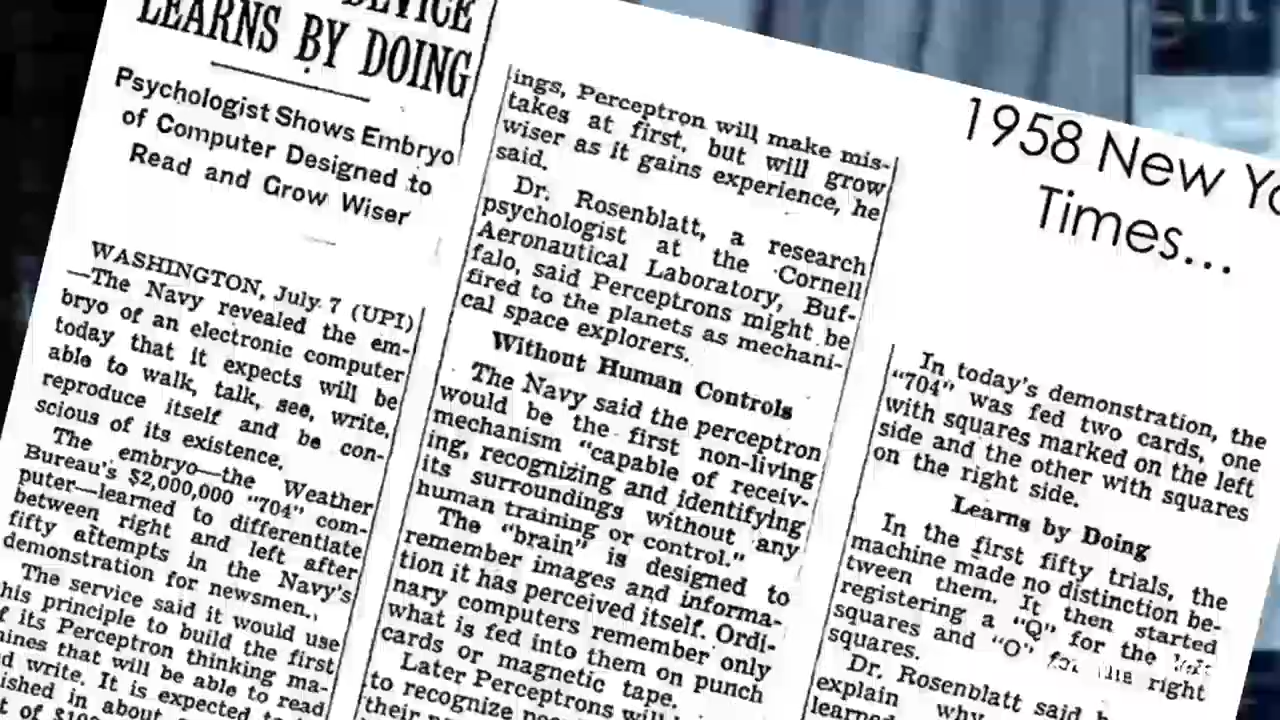 DEVICE
LEARNS BY DOING
Psychologist Shows Embryo
of Computer Designed to
Read and Grow Wiser
WASHINGTON, July 7 (UPI)
—The Navy revealed the em-
bryo of an electronic computer
today that it expects will be
able to walk, talk, see, write,
reproduce itself and be con-
scious of its existence.
The embryo—the Weather
Bureau's $2,000,000 "704" com-
puter—learned to differentiate
between right and left after
fifty attempts in the Navy's
demonstration for newsmen.
The service said it would use
this principle to build the first
of its Perceptron thinking ma-
ines that will be able to read
d write. It is expected to
ished in about
t of
ings, Perceptron will make mis-
takes at first, but will grow
wiser as it gains experience, he
said.
Dr. Rosenblatt, a research
psychologist at the Cornell
Aeronautical Laboratory, Buf-
falo, said Perceptrons might be
fired to the planets as mechani-
cal space explorers.
Without Human Controls
The Navy said the perceptron
would be the first non-living
mechanism "capable of receiv-
ing, recognizing and identifying
its surroundings without any
human training or control."
The "brain" is designed to
remember images and informa-
tion it has perceived itself. Ordi-
nary computers remember only
what is fed into them on punch
cards or magnetic tape.
Later Perceptrons will
to recognize
their
1958 New Yo
Times...
In today's demonstration, the
"704" was fed two cards, one
with squares marked on the left
side and the other with squares
on the right side.
Learns by Doing
In the first fifty trials, the
machine made no distinction be-
tween them. It then started
registering a "Q" for the left
squares and "O" for the right
squares.
Dr. Rosenblatt said
explain why
learned